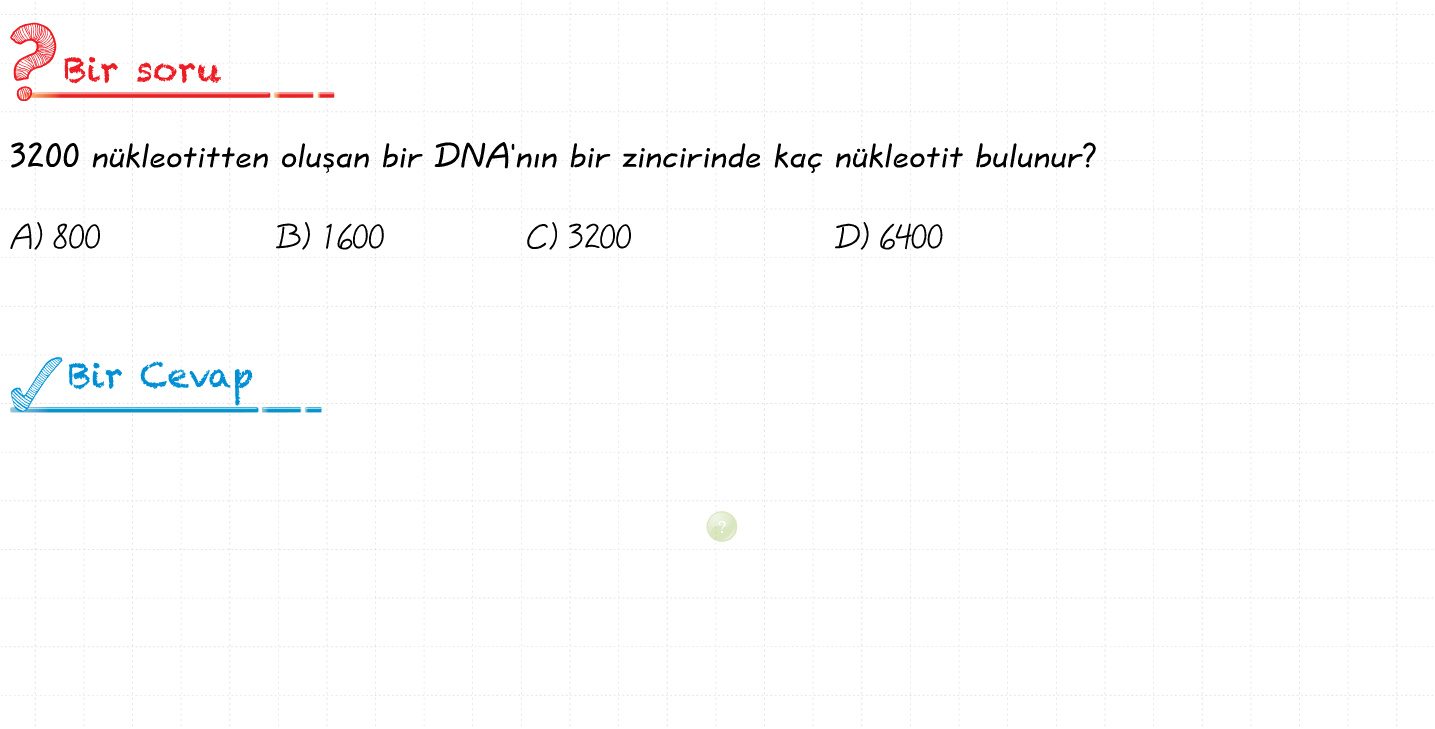 Bir soru
3200 nükleotitten oluşan bir DNA'nın bir zincirinde kaç nükleotit bulunur?
A) 800 B) 1600 C) 3200 D) 6400
Bir Cevap
?